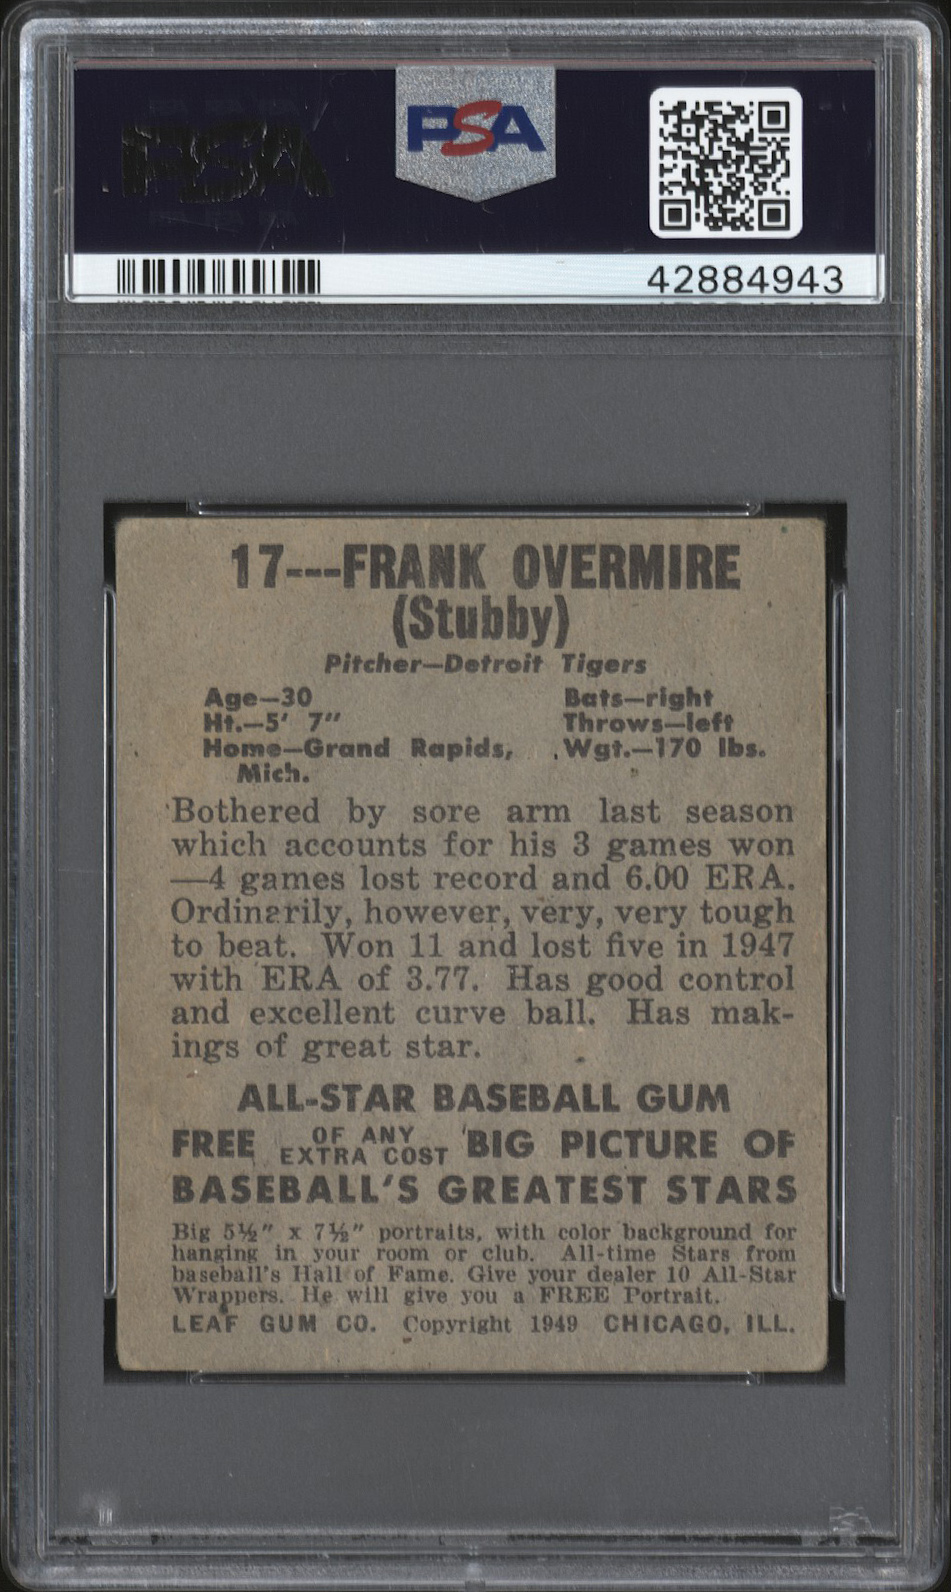 PSA
42884943
17---FRANK OVERMIRE
(Stubby)
Pitcher—Detroit Tigers
Age—30 Bats—right
Ht.—5' 7" Throws—left
Home—Grand Rapids, Wgt.—170 lbs.
Mich.
Bothered by sore arm last season
which accounts for his 3 games won
—4 games lost record and 6.00 ERA.
Ordinarily, however, very, very tough
to beat. Won 11 and lost five in 1947
with ERA of 3.77. Has good control
and excellent curve ball. Has mak-
ings of great star.
ALL-STAR BASEBALL GUM
FREE OF ANY EXTRA COST BIG PICTURE OF
BASEBALL'S GREATEST STARS
Big 5½" x 7½" portraits, with color background for
hanging in your room or club. All-time Stars from
baseball's Hall of Fame. Give your dealer 10 All-Star
Wrappers. He will give you a FREE Portrait.
LEAF GUM CO. Copyright 1949 CHICAGO, ILL.